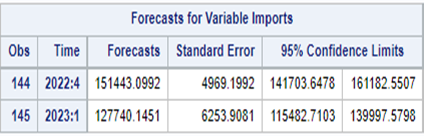 Forecasts for Variable Imports
Obs Time Forecasts Standard Error 95% Confidence Limits
144 2022:4 151443.0992 4969.1992 141703.6478 161182.5507
145 2023:1 127740.1451 6253.9091 115482.7103 139997.5798